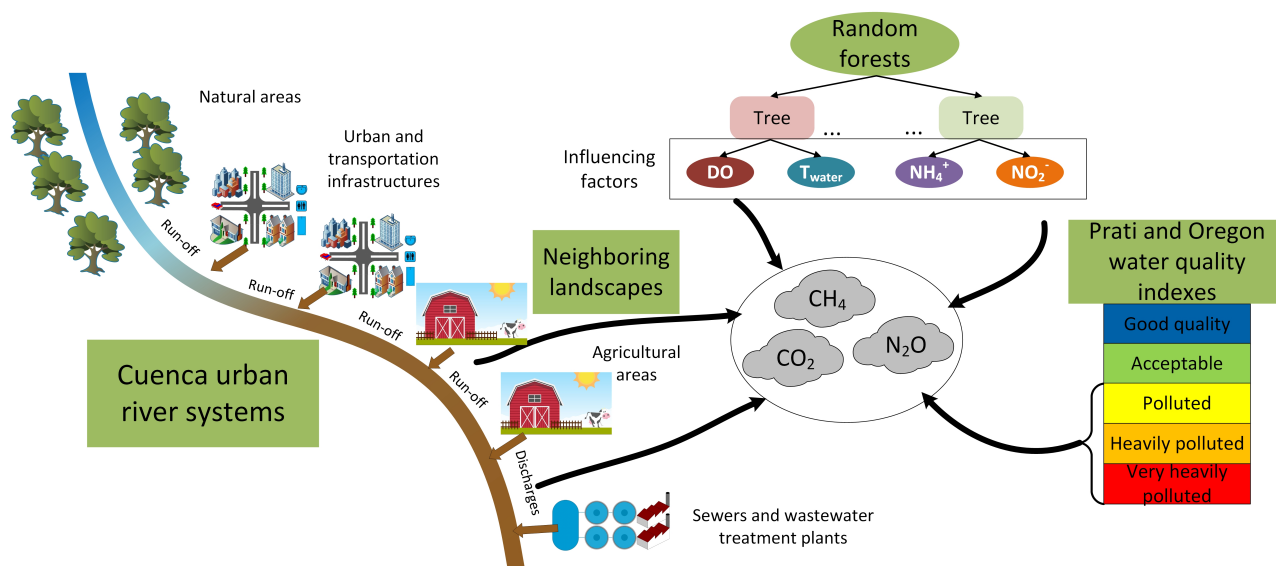 Random
forests
Tree
Tree
...
...
Influencing
factors
DO
T_water
NH₄⁺
NO₂⁻
Natural areas
Urban and
transportation
infrastructures
Run-off
Run-off
Run-off
Run-off
Discharges
Neighboring
landscapes
Agricultural
areas
Cuenca urban
river systems
Sewers and wastewater
treatment plants
CH₄
CO₂
N₂O
Prati and Oregon
water quality
indexes
Good quality
Acceptable
Polluted
Heavily polluted
Very heavily
polluted